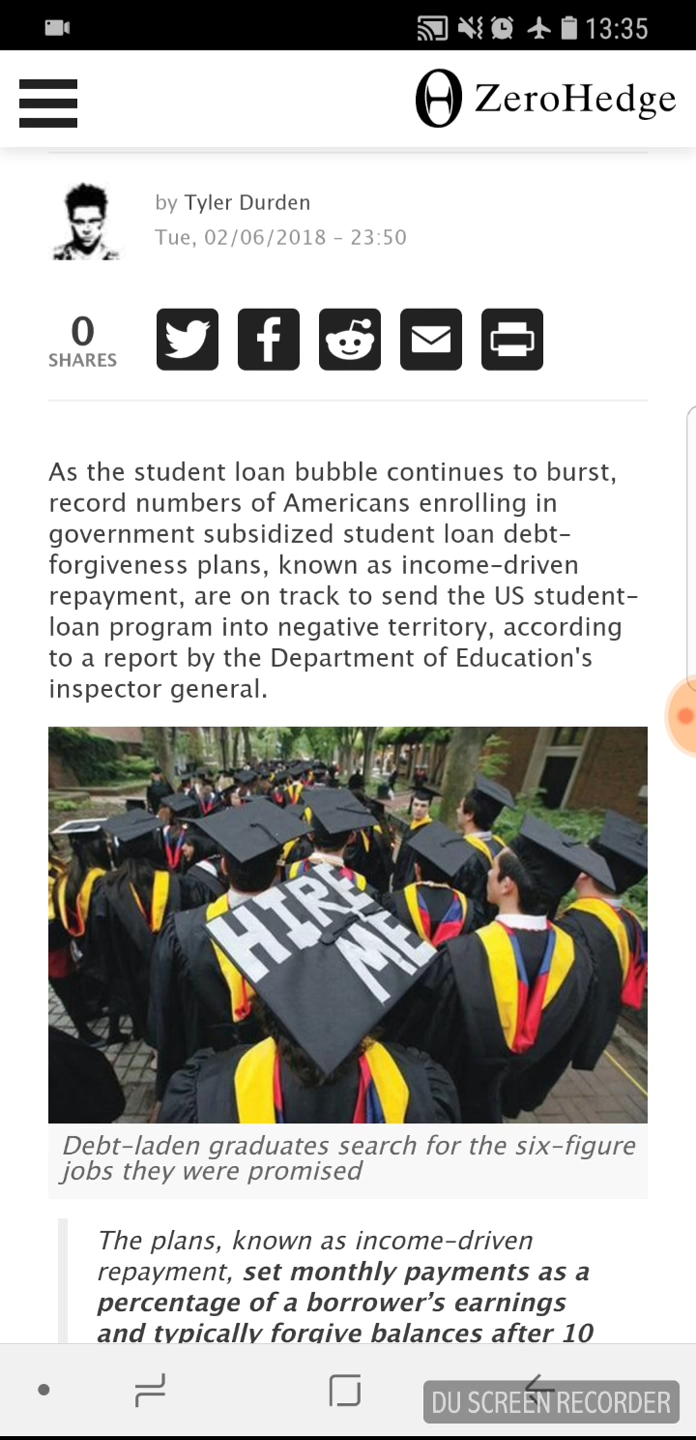 13:35
ZeroHedge
by Tyler Durden
Tue, 02/06/2018 - 23:50
0
SHARES
As the student loan bubble continues to burst,
record numbers of Americans enrolling in
government subsidized student loan debt-
forgiveness plans, known as income-driven
repayment, are on track to send the US student-
loan program into negative territory, according
to a report by the Department of Education's
inspector general.
HIRE
ME
Debt-laden graduates search for the six-figure
jobs they were promised
The plans, known as income-driven
repayment, set monthly payments as a
percentage of a borrower’s earnings
and typically forgive balances after 10
DU SCREEN RECORDER